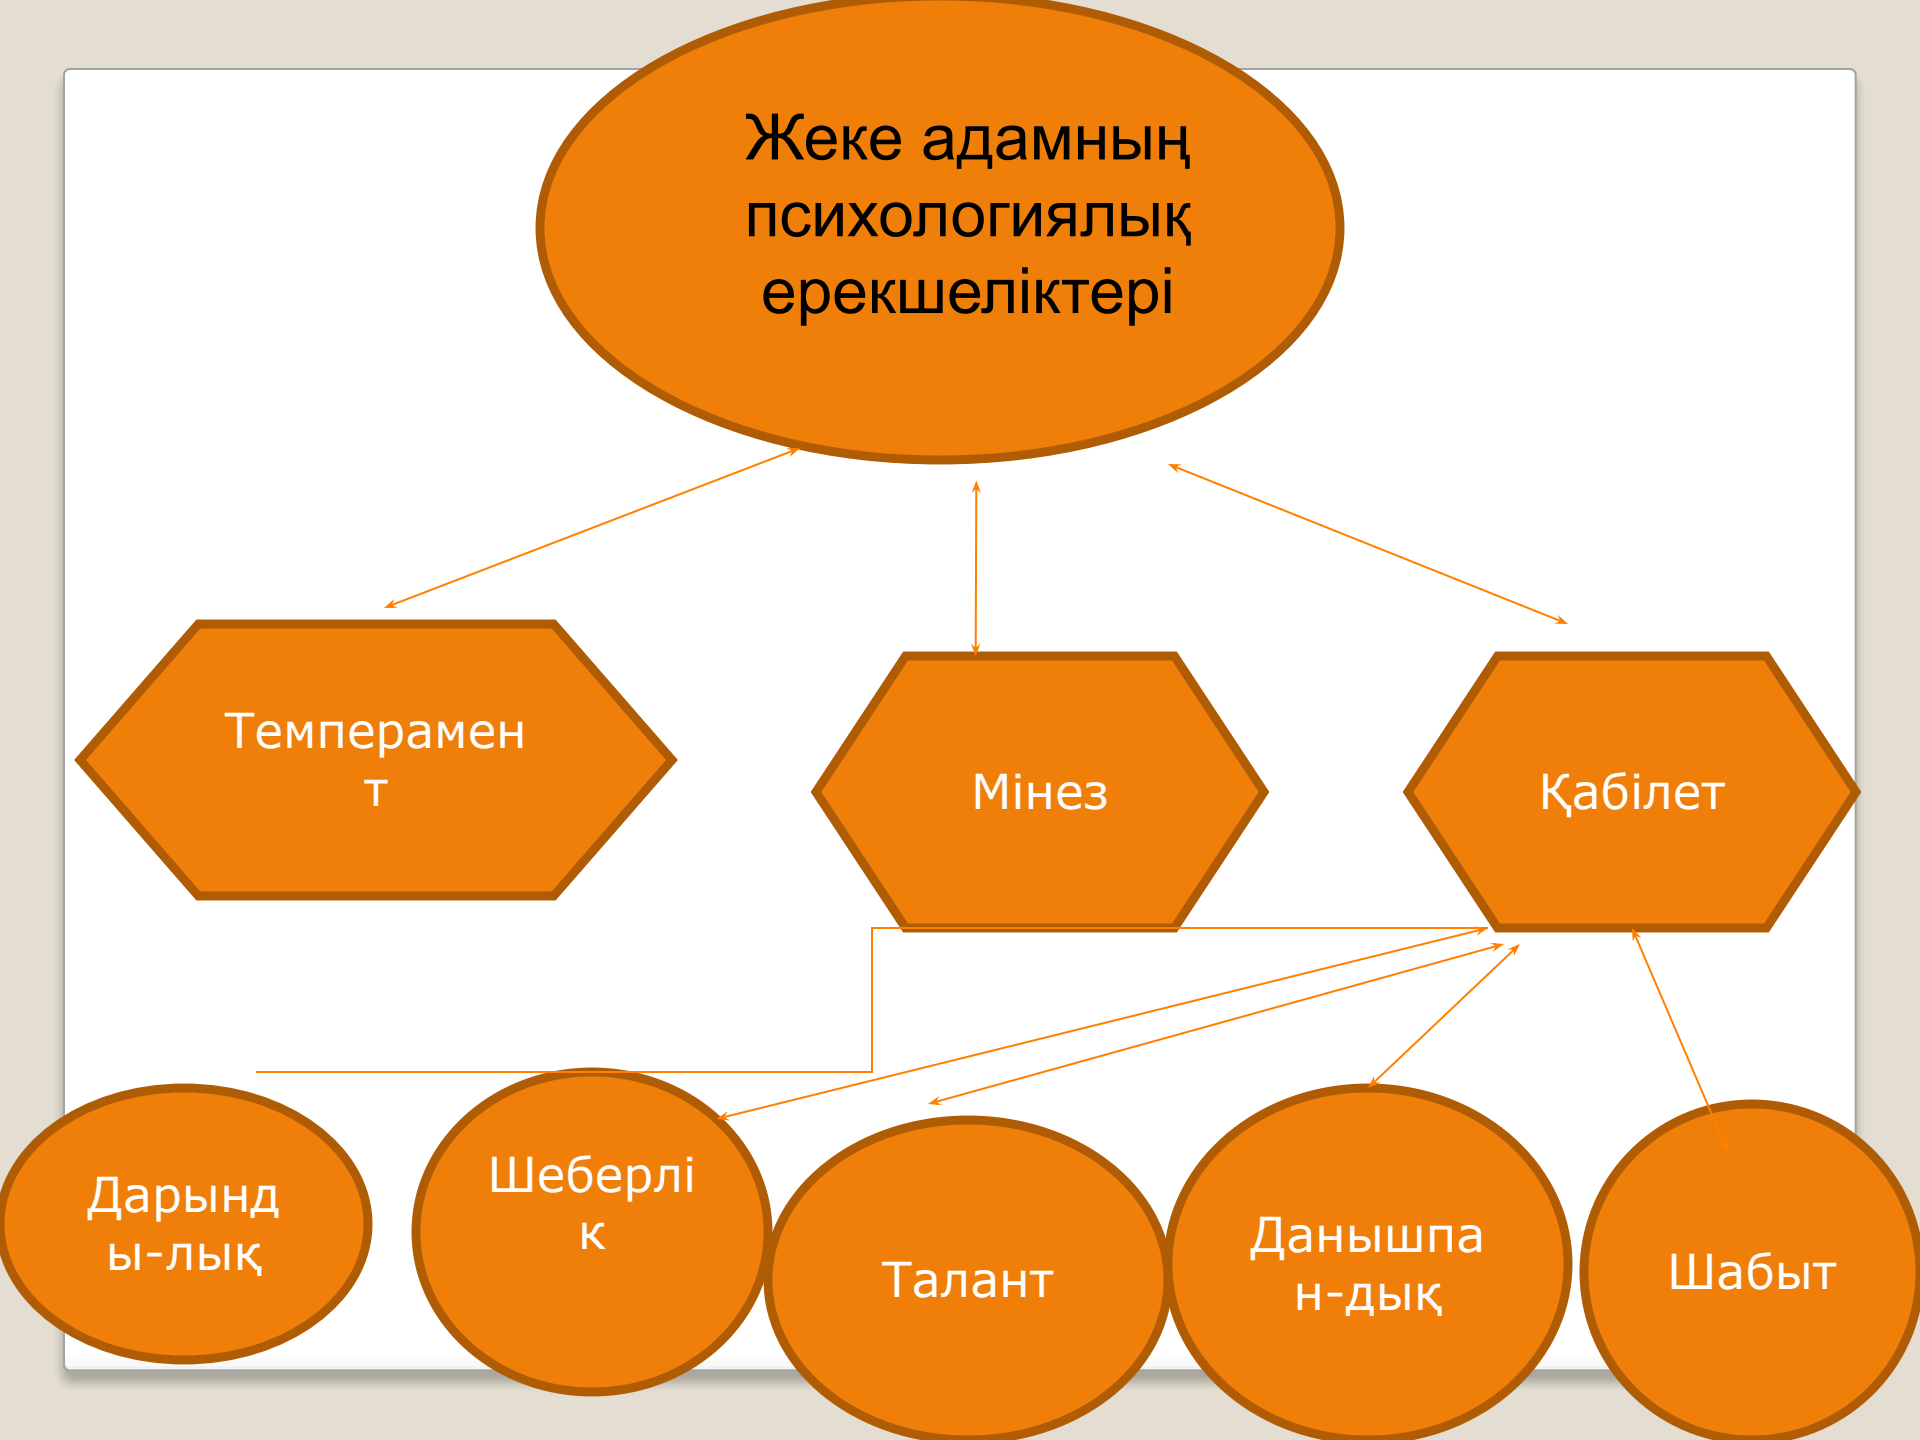 Жеке адамның
психологиялық
ерекшеліктері
Темперамен
т
Мінез
Қабілет
Дарынд
ы-лық
Шеберлі
к
Талант
Данышпа
н-дық
Шабыт